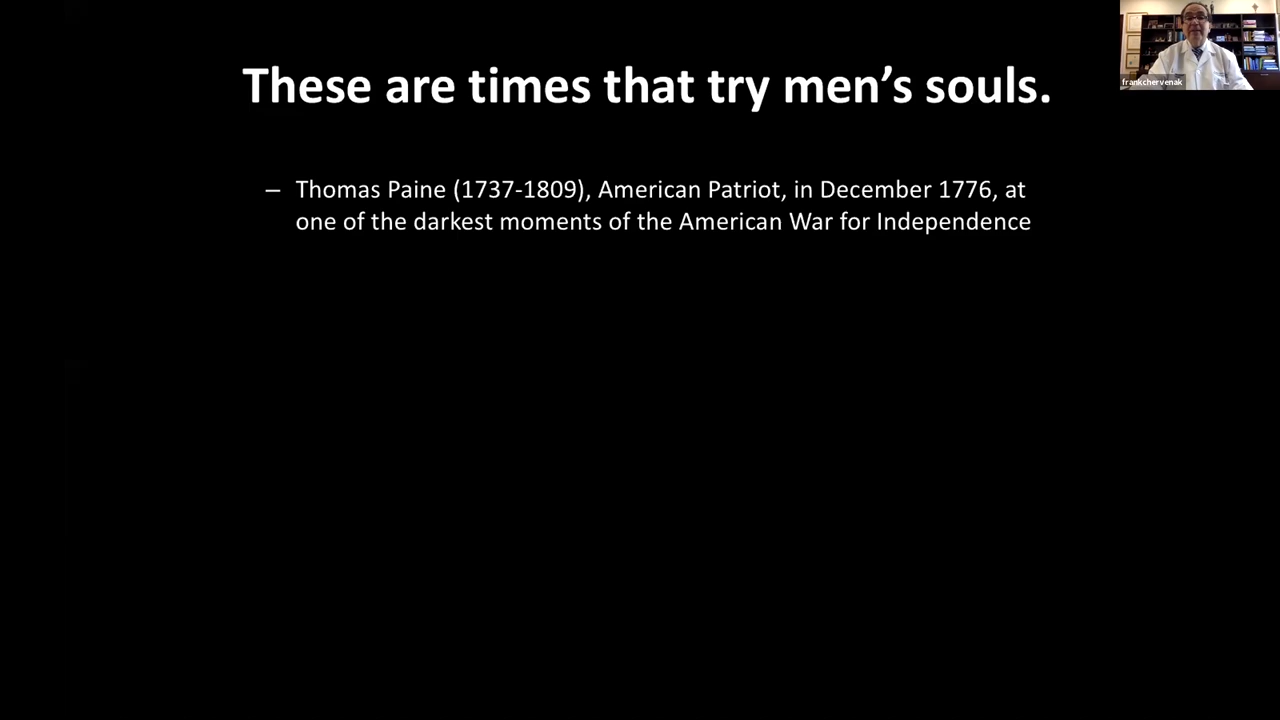 These are times that try men's souls.
– Thomas Paine (1737-1809), American Patriot, in December 1776, at
one of the darkest moments of the American War for Independence
frankchervenak